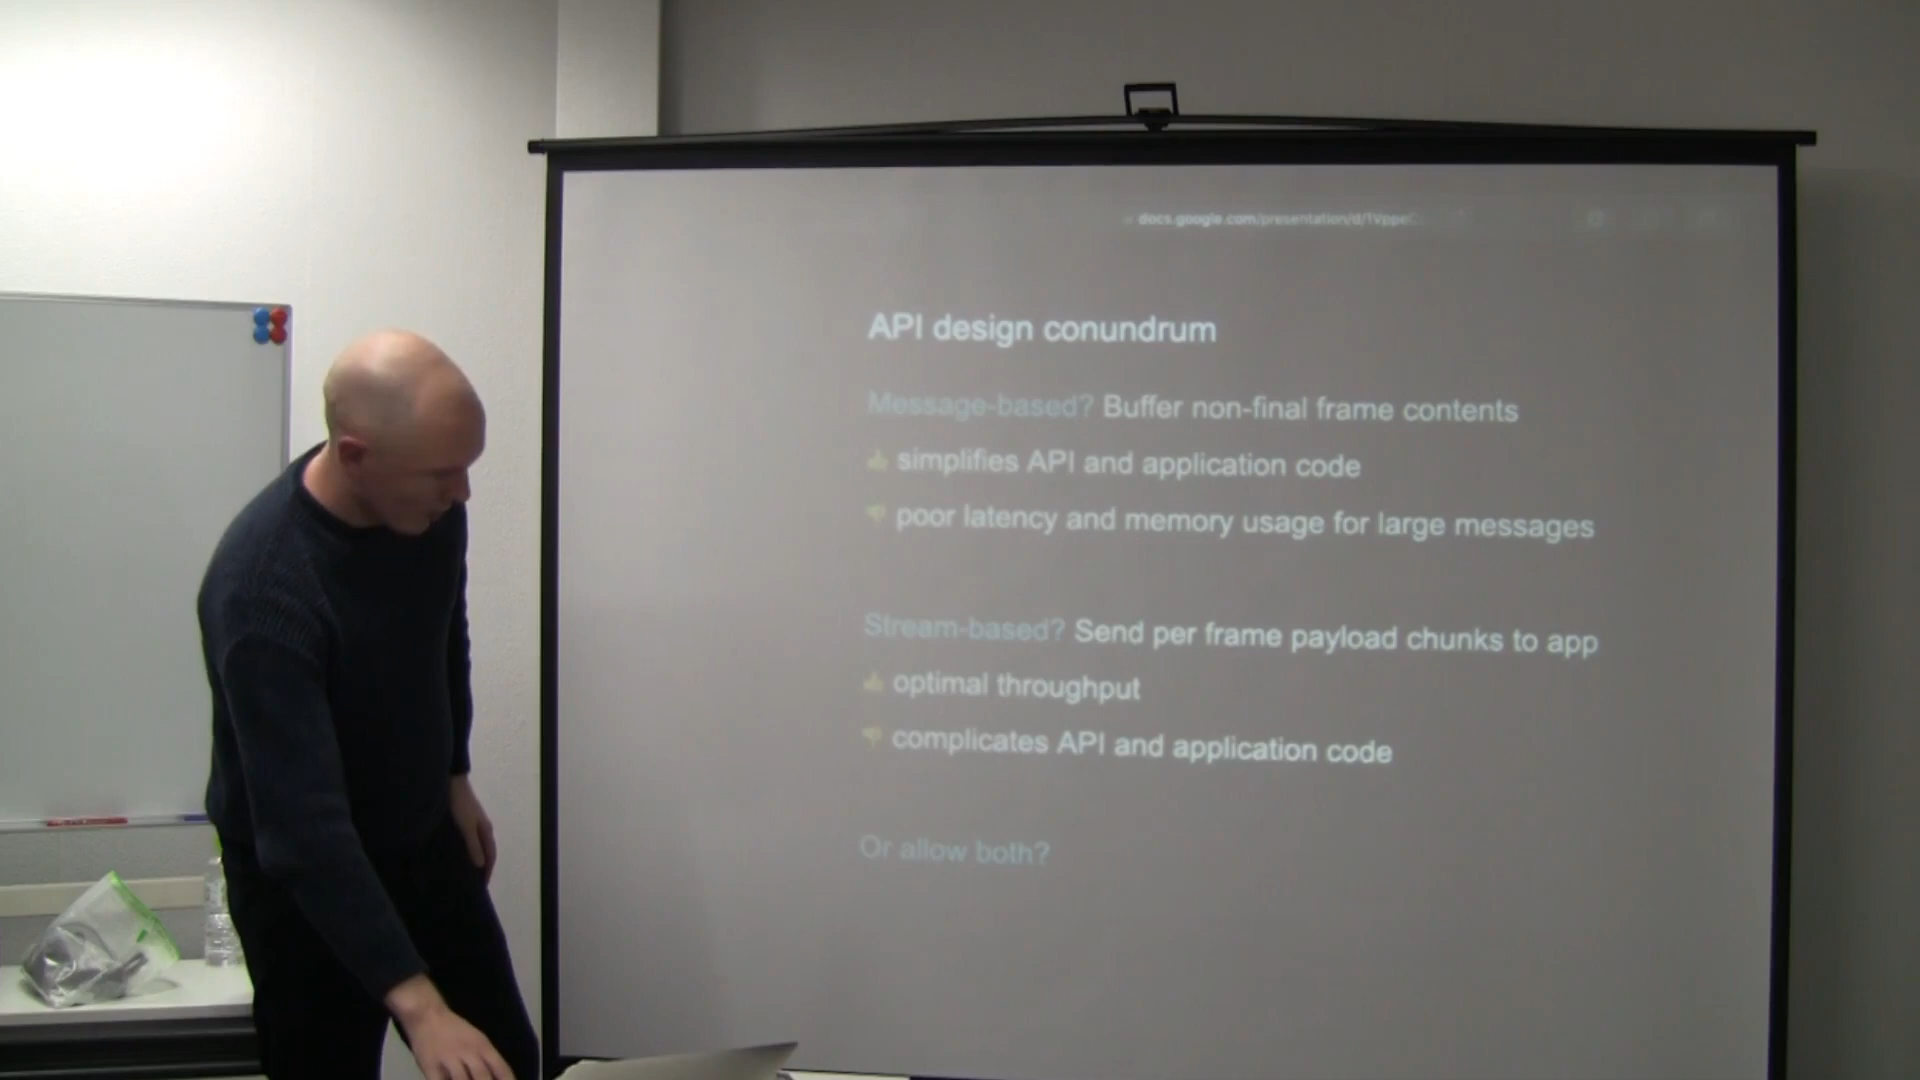 docs.google.com/presentation/d/1Vppe
API design conundrum
Message-based? Buffer non-final frame contents
👍 simplifies API and application code
👎 poor latency and memory usage for large messages
Stream-based? Send per frame payload chunks to app
👍 optimal throughput
👎 complicates API and application code
Or allow both?